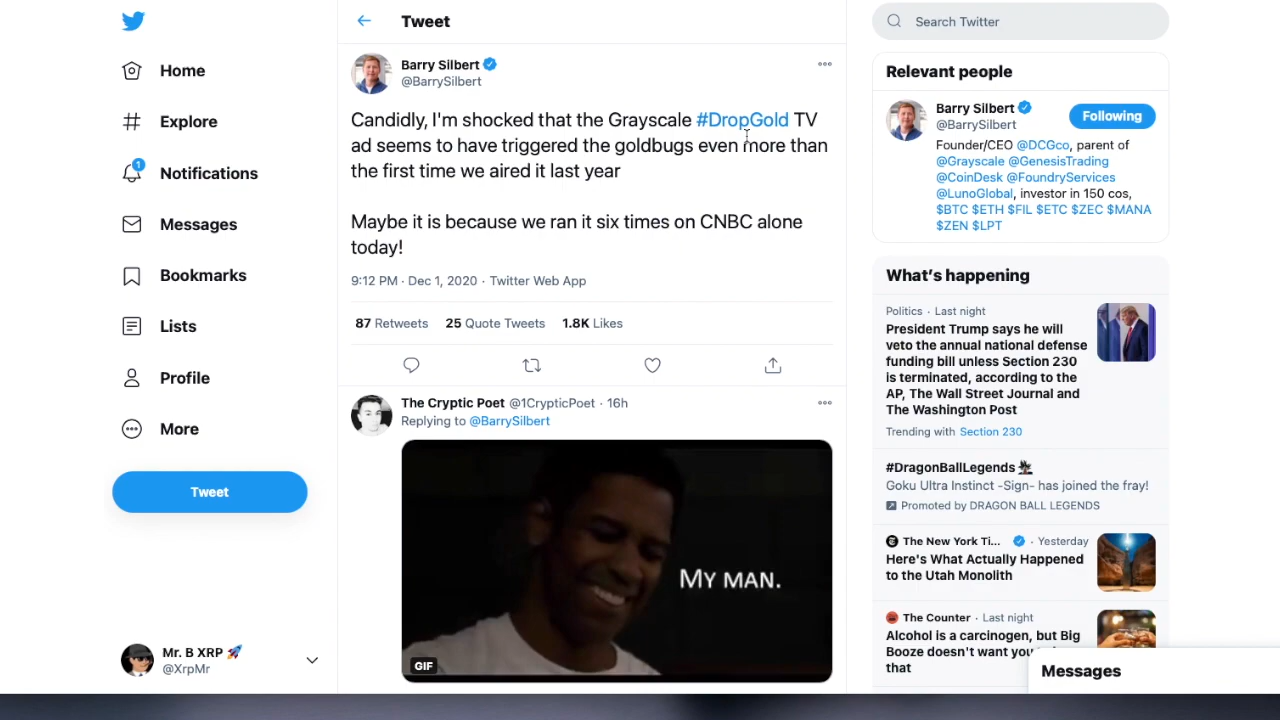 Home
Explore
1
Notifications
Messages
Bookmarks
Lists
Profile
More
Tweet
Mr. B XRP 🚀
@XrpMr
Tweet
Barry Silbert
@BarrySilbert
Candidly, I'm shocked that the Grayscale #DropGold TV
ad seems to have triggered the goldbugs even more than
the first time we aired it last year
Maybe it is because we ran it six times on CNBC alone
today!
9:12 PM · Dec 1, 2020 · Twitter Web App
87 Retweets 25 Quote Tweets 1.8K Likes
The Cryptic Poet @1CrypticPoet · 16h
Replying to @BarrySilbert
MY MAN.
GIF
Search Twitter
Relevant people
Barry Silbert
@BarrySilbert
Following
Founder/CEO @DCGco, parent of
@Grayscale @GenesisTrading
@CoinDesk @FoundryServices
@LunoGlobal, investor in 150 cos,
$BTC $ETH $FIL $ETC $ZEC $MANA
$ZEN $LPT
What's happening
Politics · Last night
President Trump says he will
veto the annual national defense
funding bill unless Section 230
is terminated, according to the
AP, The Wall Street Journal and
The Washington Post
Trending with Section 230
#DragonBallLegends
Goku Ultra Instinct -Sign- has joined the fray!
Promoted by DRAGON BALL LEGENDS
The New York Ti... · Yesterday
Here's What Actually Happened
to the Utah Monolith
The Counter · Last night
Alcohol is a carcinogen, but Big
Booze doesn't want you
that
Messages